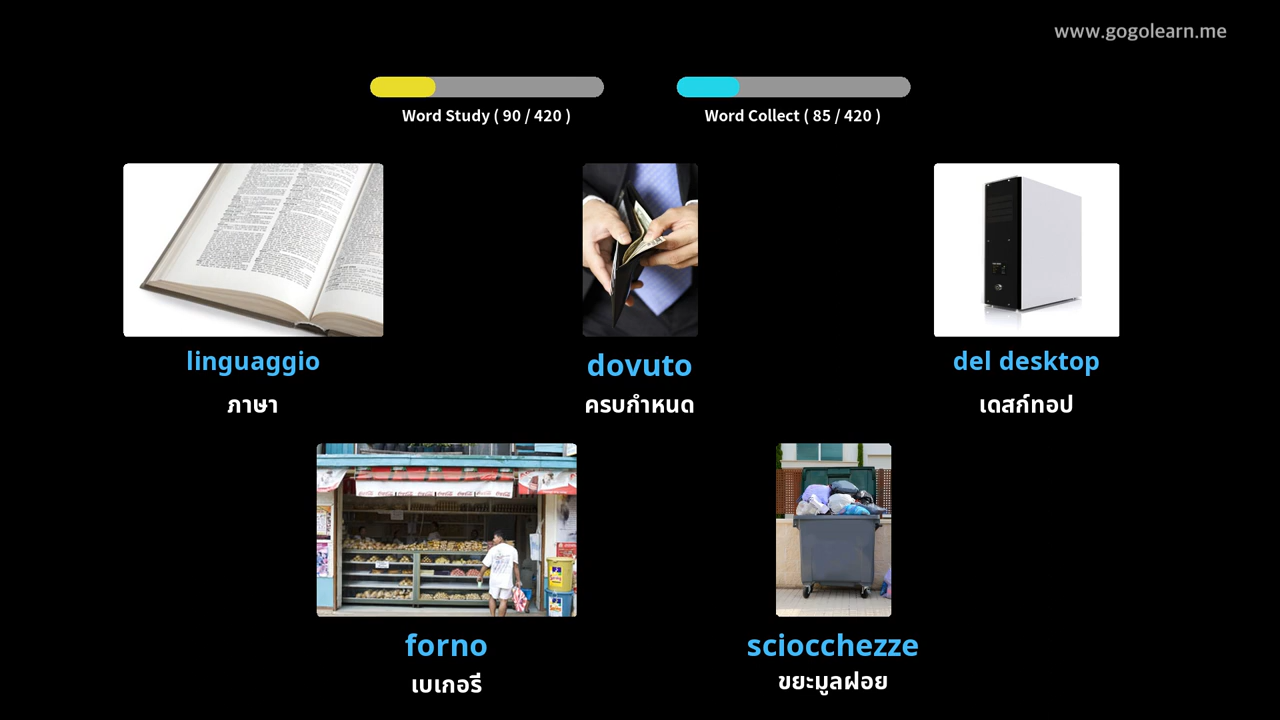 www.gogolearn.me
Word Study ( 90 / 420 )
Word Collect ( 85 / 420 )
linguaggio
ภาษา
dovuto
ครบกำหนด
del desktop
เดสก์ทอป
forno
เบเกอรี
sciocchezze
ขยะมูลฝอย